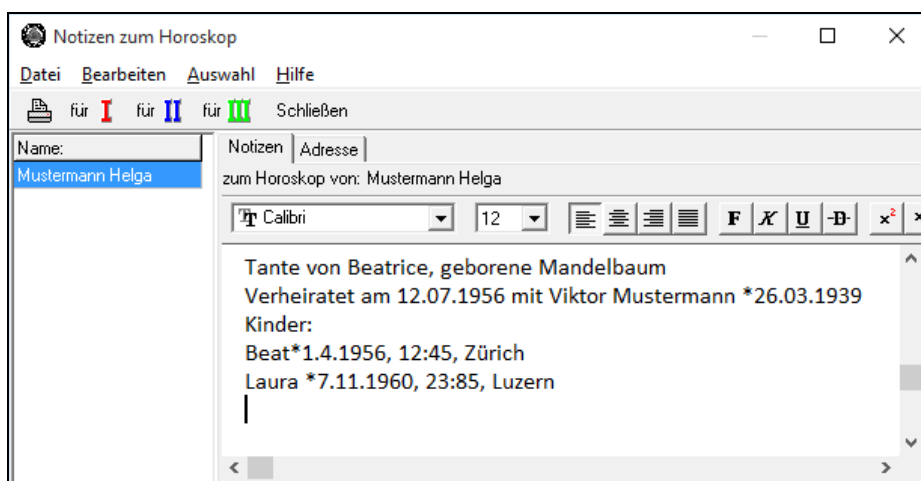 Notizen zum Horoskop
Datei Bearbeiten Auswahl Hilfe
für I für II für III Schließen
Name:
Mustermann Helga
Notizen Adresse
zum Horoskop von: Mustermann Helga
Calibri 12 F K U D x²
Tante von Beatrice, geborene Mandelbaum
Verheiratet am 12.07.1956 mit Viktor Mustermann *26.03.1939
Kinder:
Beat*1.4.1956, 12:45, Zürich
Laura *7.11.1960, 23:85, Luzern